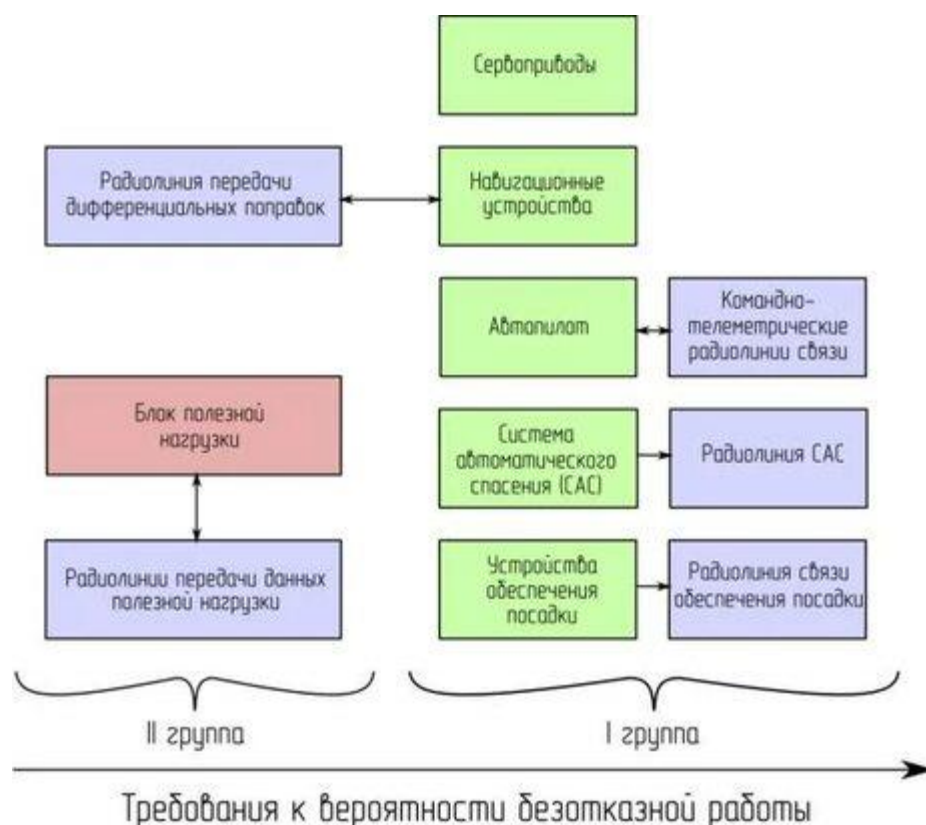 Сервоприводы
Радиолиния передачи
дифференциальных поправок
Навигационные
устройства
Автопилот
Командно-
телеметрические
радиолинии связи
Блок полезной
нагрузки
Система
автоматического
спасения (САС)
Радиолиния САС
Радиолинии передачи данных
полезной нагрузки
Устройства
обеспечения
посадки
Радиолиния связи
обеспечения посадки
II группа
I группа
Требования к вероятности безотказной работы